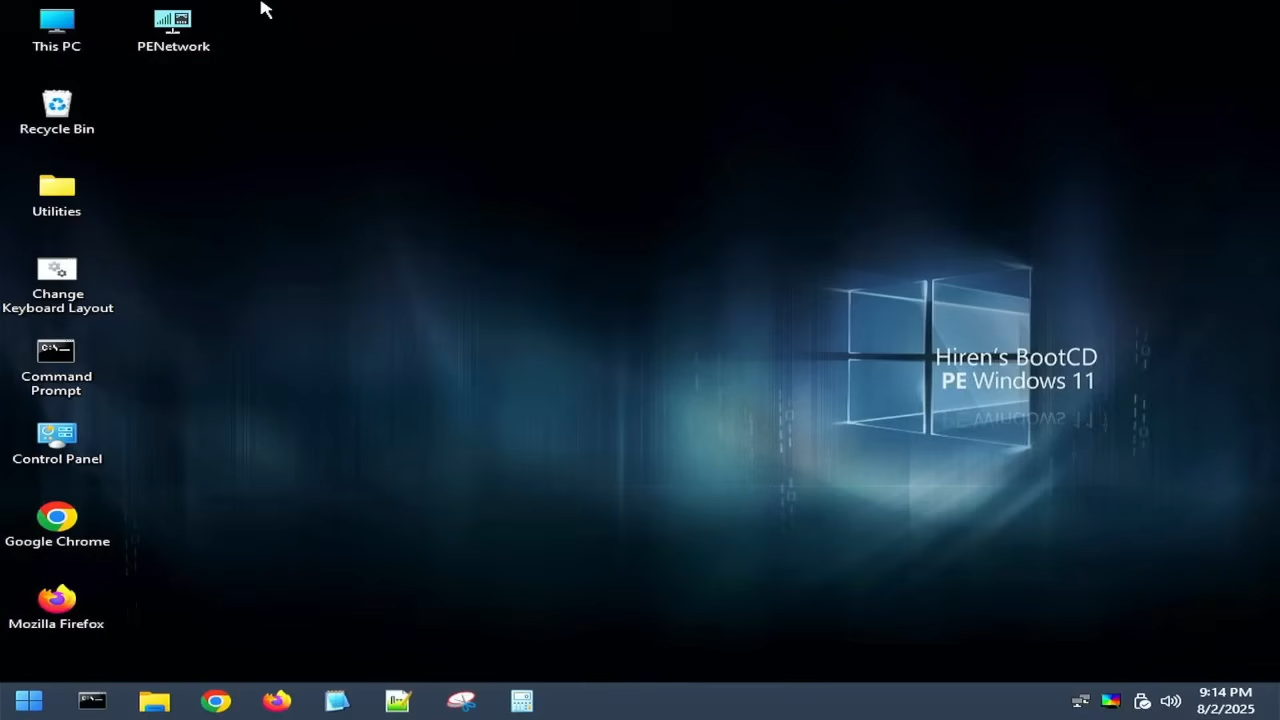 This PC
PENetwork
Recycle Bin
Utilities
Change
Keyboard Layout
Command
Prompt
Control Panel
Google Chrome
Mozilla Firefox
Hiren's BootCD
PE Windows 11
9:14 PM
8/2/2025